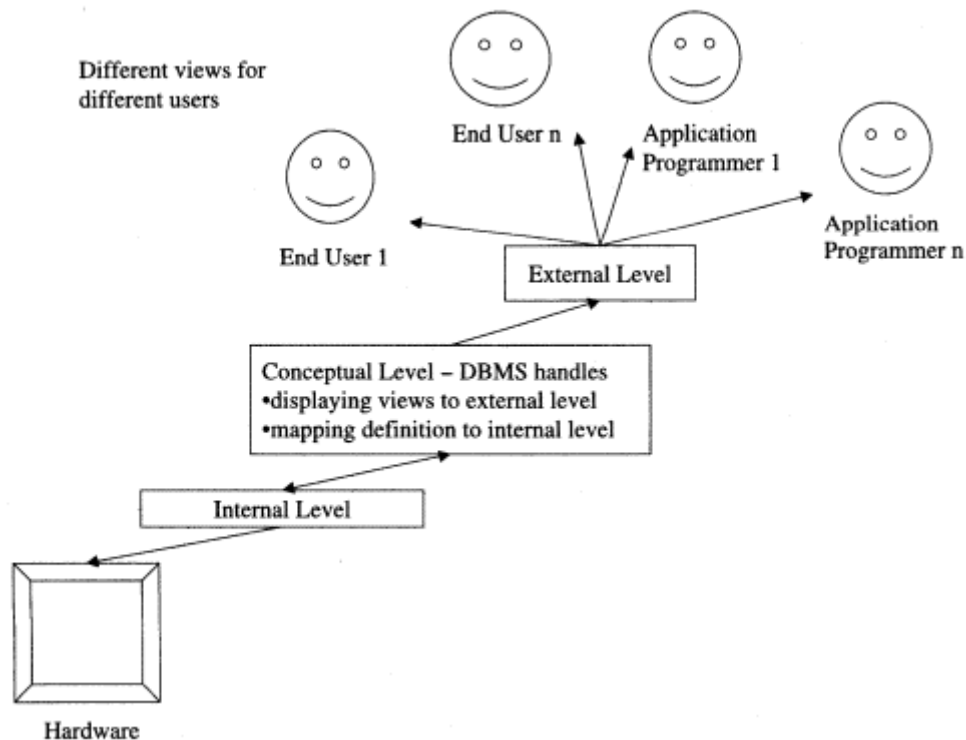 Different views for
different users
End User n
Application
Programmer 1
End User 1
Application
Programmer n
External Level
Conceptual Level – DBMS handles
•displaying views to external level
•mapping definition to internal level
Internal Level
Hardware